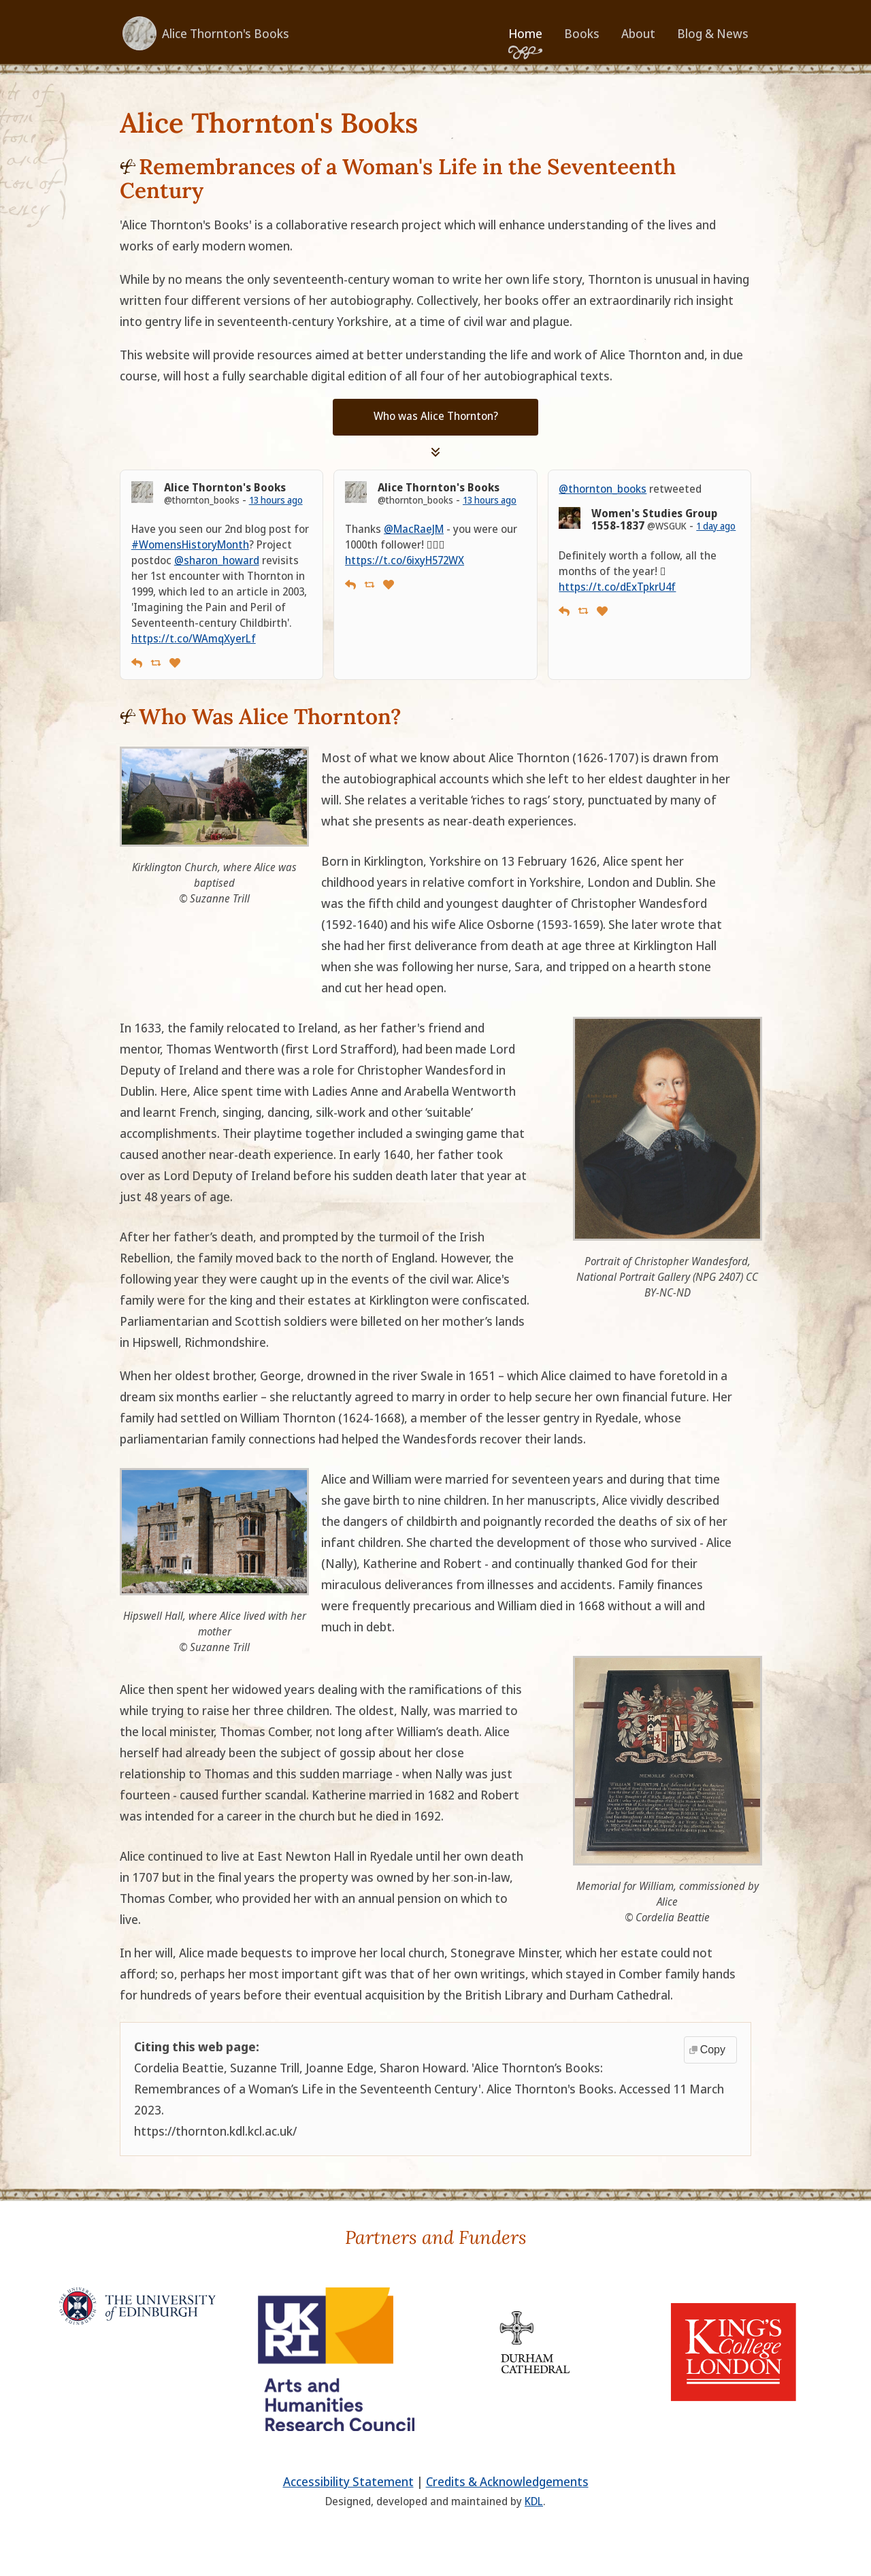 Alice Thornton's Books
Home
Books
About
Blog & News
Alice Thornton's Books
Remembrances of a Woman's Life in the Seventeenth
Century
'Alice Thornton's Books' is a collaborative research project which will enhance understanding of the lives and
works of early modern women.
While by no means the only seventeenth-century woman to write her own life story, Thornton is unusual in having
written four different versions of her autobiography. Collectively, her books offer an extraordinarily rich insight
into gentry life in seventeenth-century Yorkshire, at a time of civil war and plague.
This website will provide resources aimed at better understanding the life and work of Alice Thornton and, in due
course, will host a fully searchable digital edition of all four of her autobiographical texts.
Who was Alice Thornton?
Alice Thornton's Books
@thornton_books - 13 hours ago
Have you seen our 2nd blog post for
#WomensHistoryMonth? Project
postdoc @sharon_howard revisits
her 1st encounter with Thornton in
1999, which led to an article in 2003,
'Imagining the Pain and Peril of
Seventeenth-century Childbirth'.
https://t.co/WAmqXyerLf
Alice Thornton's Books
@thornton_books - 13 hours ago
Thanks @MacRaeJM - you were our
1000th follower!
https://t.co/6ixyH572WX
@thornton_books retweeted
Women's Studies Group
1558-1837 @WSGUK - 1 day ago
Definitely worth a follow, all the
months of the year!
https://t.co/dExTpkrU4f
Who Was Alice Thornton?
Kirklington Church, where Alice was
baptised
© Suzanne Trill
Most of what we know about Alice Thornton (1626-1707) is drawn from
the autobiographical accounts which she left to her eldest daughter in her
will. She relates a veritable ‘riches to rags’ story, punctuated by many of
what she presents as near-death experiences.
Born in Kirklington, Yorkshire on 13 February 1626, Alice spent her
childhood years in relative comfort in Yorkshire, London and Dublin. She
was the fifth child and youngest daughter of Christopher Wandesford
(1592-1640) and his wife Alice Osborne (1593-1659). She later wrote that
she had her first deliverance from death at age three at Kirklington Hall
when she was following her nurse, Sara, and tripped on a hearth stone
and cut her head open.
In 1633, the family relocated to Ireland, as her father's friend and
mentor, Thomas Wentworth (first Lord Strafford), had been made Lord
Deputy of Ireland and there was a role for Christopher Wandesford in
Dublin. Here, Alice spent time with Ladies Anne and Arabella Wentworth
and learnt French, singing, dancing, silk-work and other ‘suitable’
accomplishments. Their playtime together included a swinging game that
caused another near-death experience. In early 1640, her father took
over as Lord Deputy of Ireland before his sudden death later that year at
just 48 years of age.
Portrait of Christopher Wandesford,
National Portrait Gallery (NPG 2407) CC
BY-NC-ND
After her father’s death, and prompted by the turmoil of the Irish
Rebellion, the family moved back to the north of England. However, the
following year they were caught up in the events of the civil war. Alice's
family were for the king and their estates at Kirklington were confiscated.
Parliamentarian and Scottish soldiers were billeted on her mother’s lands
in Hipswell, Richmondshire.
When her oldest brother, George, drowned in the river Swale in 1651 – which Alice claimed to have foretold in a
dream six months earlier – she reluctantly agreed to marry in order to help secure her own financial future. Her
family had settled on William Thornton (1624-1668), a member of the lesser gentry in Ryedale, whose
parliamentarian family connections had helped the Wandesfords recover their lands.
Hipswell Hall, where Alice lived with her
mother
© Suzanne Trill
Alice and William were married for seventeen years and during that time
she gave birth to nine children. In her manuscripts, Alice vividly described
the dangers of childbirth and poignantly recorded the deaths of six of her
infant children. She charted the development of those who survived - Alice
(Nally), Katherine and Robert - and continually thanked God for their
miraculous deliverances from illnesses and accidents. Family finances
were frequently precarious and William died in 1668 without a will and
much in debt.
Alice then spent her widowed years dealing with the ramifications of this
while trying to raise her three children. The oldest, Nally, was married to
the local minister, Thomas Comber, not long after William’s death. Alice
herself had already been the subject of gossip about her close
relationship to Thomas and this sudden marriage - when Nally was just
fourteen - caused further scandal. Katherine married in 1682 and Robert
was intended for a career in the church but he died in 1692.
Memorial for William, commissioned by
Alice
© Cordelia Beattie
Alice continued to live at East Newton Hall in Ryedale until her own death
in 1707 but in the final years the property was owned by her son-in-law,
Thomas Comber, who provided her with an annual pension on which to
live.
In her will, Alice made bequests to improve her local church, Stonegrave Minster, which her estate could not
afford; so, perhaps her most important gift was that of her own writings, which stayed in Comber family hands
for hundreds of years before their eventual acquisition by the British Library and Durham Cathedral.
Citing this web page:
Copy
Cordelia Beattie, Suzanne Trill, Joanne Edge, Sharon Howard. 'Alice Thornton’s Books:
Remembrances of a Woman’s Life in the Seventeenth Century'. Alice Thornton's Books. Accessed 11 March
2023.
https://thornton.kdl.kcl.ac.uk/
Partners and Funders
THE UNIVERSITY
of EDINBURGH
UK
RI
Arts and
Humanities
Research Council
DURHAM
CATHEDRAL
KING'S
College
LONDON
Accessibility Statement | Credits & Acknowledgements
Designed, developed and maintained by KDL.